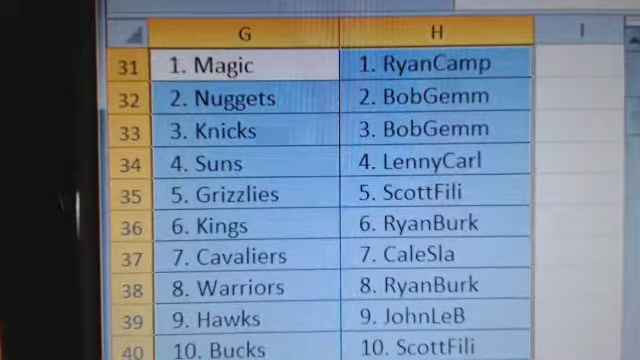 G H I
31 1. Magic 1. RyanCamp
32 2. Nuggets 2. BobGemm
33 3. Knicks 3. BobGemm
34 4. Suns 4. LennyCarl
35 5. Grizzlies 5. ScottFili
36 6. Kings 6. RyanBurk
37 7. Cavaliers 7. CaleSla
38 8. Warriors 8. RyanBurk
39 9. Hawks 9. JohnLeB
40 10. Bucks 10. ScottFili